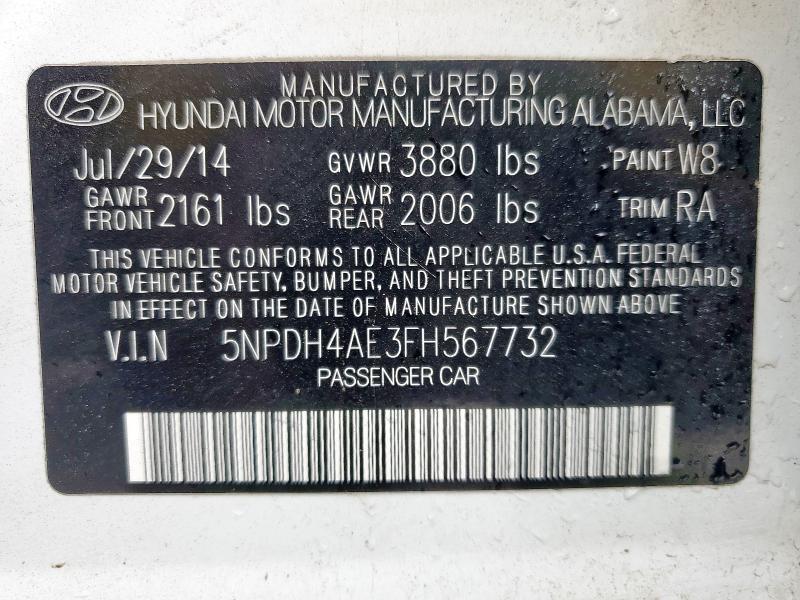 MANUFACTURED BY
HYUNDAI MOTOR MANUFACTURING ALABAMA, LLC
Jul/29/14 GVWR 3880 lbs PAINT W8
GAWR FRONT 2161 lbs GAWR REAR 2006 lbs TRIM RA
THIS VEHICLE CONFORMS TO ALL APPLICABLE U.S.A. FEDERAL
MOTOR VEHICLE SAFETY, BUMPER, AND THEFT PREVENTION STANDARDS
IN EFFECT ON THE DATE OF MANUFACTURE SHOWN ABOVE
V.I.N 5NPDH4AE3FH567732
PASSENGER CAR